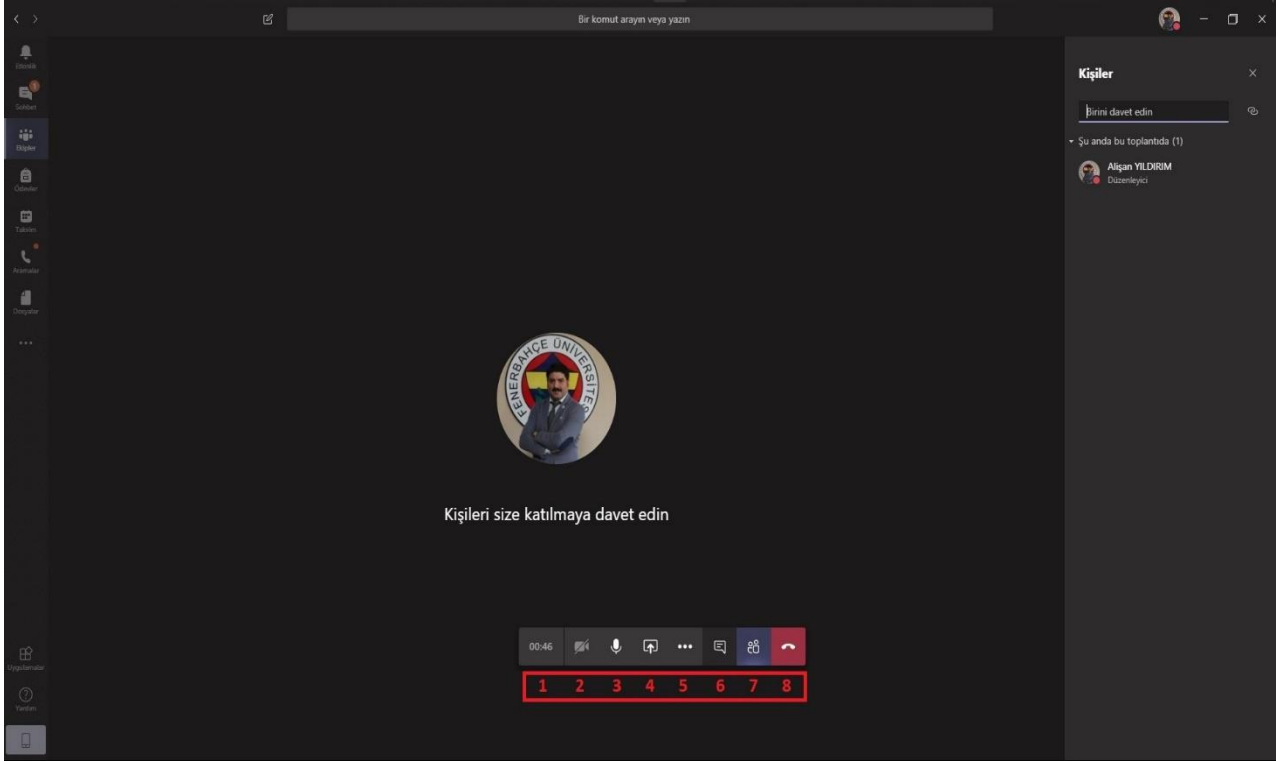 Bir komut arayın veya yazın
Etkinlik
1
Sohbet
Ekipler
Ödevler
Takvim
Aramalar
Dosyalar
Kişiler
Birini davet edin
Şu anda bu toplantıda (1)
Alişan YILDIRIM
Düzenleyici
FENERBAHÇE ÜNİVERSİTES
Kişileri size katılmaya davet edin
00:46
1 2 3 4 5 6 7 8
Uygulamalar
Yardım